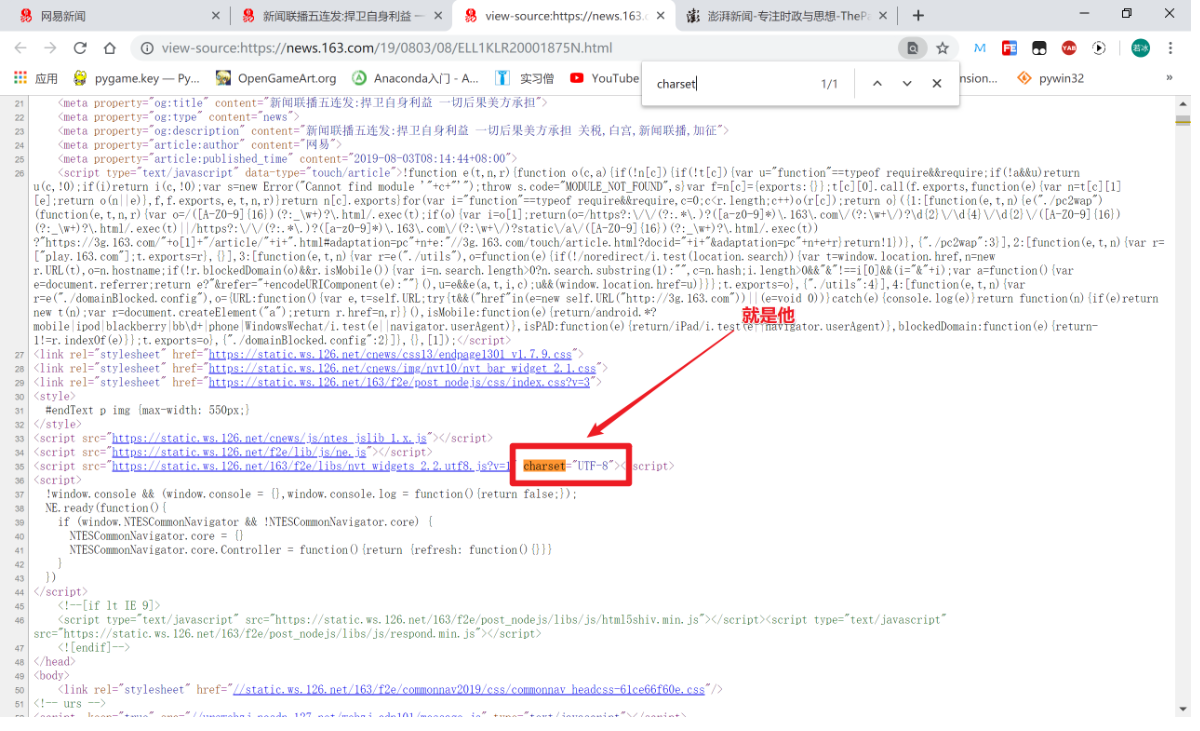 网易新闻
新闻联播五连发:捍卫自身利益 一
view-source:https://news.163.c
澎湃新闻-专注时政与思想-ThePa
view-source:https://news.163.com/19/0803/08/ELL1KLR20001875N.html
应用
pygame.key — Py...
OpenGameArt.org
Anaconda入门 - A...
实习僧
YouTube
nsion...
pywin32
»
charset
1/1
21 <meta property="og:title" content="新闻联播五连发:捍卫自身利益 一切后果美方承担">
22 <meta property="og:type" content="news">
23 <meta property="og:description" content="新闻联播五连发:捍卫自身利益 一切后果美方承担 关税,白宫,新闻联播,加征">
24 <meta property="article:author" content="网易">
25 <meta property="article:published_time" content="2019-08-03T08:14:44+08:00">
26 <script type="text/javascript" data-type="touch/article">!function e(t,n,r){function o(c,a){if(!n[c]){if(!t[c]){var u="function"==typeof require&&require;if(!a&&u)return
u(c,!0);if(i)return i(c,!0);var s=new Error("Cannot find module '"+c+"'");throw s.code="MODULE_NOT_FOUND",s}var f=n[c]={exports:{}};t[c][0].call(f.exports,function(e){var n=t[c][1]
[e];return o(n||e)},f,f.exports,e,t,n,r)}return n[c].exports}for(var i="function"==typeof require&&require,c=0;c<r.length;c++)o(r[c]);return o}({1:[function(e,t,n){e("./pc2wap")
(function(e,t,n,r){var o=/([A-Z0-9]{16})(?:_\w+)?\.html/.exec(t);if(o){var i=o[1];return(o=/https?:\/\/(?:.*\.)?([a-z0-9]*)\.163\.com\/(?:\w+\/)?\d{2}\/\d{4}\/\d{2}\/([A-Z0-9]{16})
(?:_\w+)?\.html/.exec(t)||/https?:\/\/(?:.*\.)?([a-z0-9]*)\.163\.com\/(?:\w+\/)?static\/a\/([A-Z0-9]{16})(?:_\w+)?\.html/.exec(t))
?"https://3g.163.com/"+o[1]+"/article/"+i+".html#adaptation=pc"+n+e:"//3g.163.com/touch/article.html?docid="+i+"&adaptation=pc"+n+e+r}return!1})},{"./pc2wap":3}],2:[function(e,t,n){var r=
["play.163.com"];t.exports=r},{}],3:[function(e,t,n){var r=e("./utils"),o=function(e){if(!/noredirect/i.test(location.search)){var t=window.location.href,n=new
r.URL(t),o=n.hostname;if(!r.blockedDomain(o)&&r.isMobile()){var i=n.search.length>0?n.search.substring(1):"",c=n.hash;i.length>0&&"&"!==i[0]&&(i="&"+i);var a=function(){var
e=document.referrer;return e?"&refer="+encodeURIComponent(e):""}(),u=e&&e(a,t,i,c);u&&(window.location.href=u)}}};t.exports=o},{"./utils":4}],4:[function(e,t,n){var
r=e("./domainBlocked.config"),o={URL:function(){var e,t=self.URL;try{t&&("href"in(e=new self.URL("http://3g.163.com"))||(e=void 0))}catch(e){console.log(e)}return function(n){if(e)return
new t(n);var r=document.createElement("a");return r.href=n,r}}(),isMobile:function(e){return/android.*?
mobile|ipod|blackberry|bb\d+|phone|WindowsWechat/i.test(e||navigator.userAgent)},isPAD:function(e){return/iPad/i.test(e||navigator.userAgent)},blockedDomain:function(e){return-
1!=r.indexOf(e)}};t.exports=o},{"./domainBlocked.config":2}]},{},[1]);</script>
就是他
27 <link rel="stylesheet" href="https://static.ws.126.net/cnews/css13/endpage1301_v1.7.9.css">
28 <link rel="stylesheet" href="https://static.ws.126.net/cnews/img/nvt10/nvt_bar_widget_2.1.css">
29 <link rel="stylesheet" href="https://static.ws.126.net/163/f2e/post_nodejs/css/index.css?v=3">
30 <style>
31 #endText p img {max-width: 550px;}
32 </style>
33 <script src="https://static.ws.126.net/cnews/js/ntes_jslib_1.x.js"></script>
34 <script src="https://static.ws.126.net/f2e/lib/js/ne.js"></script>
35 <script src="https://static.ws.126.net/163/f2e/libs/nvt_widgets_2.2.utf8.js?v=1 charset="UTF-8"></script>
36 <script>
37 !window.console && (window.console = {},window.console.log = function(){return false;});
38 NE.ready(function(){
39 if (window.NTESCommonNavigator && !NTESCommonNavigator.core) {
40 NTESCommonNavigator.core = {}
41 NTESCommonNavigator.core.Controller = function(){return {refresh: function(){}}}
42 }
43 })
44 </script>
45 <!--[if lt IE 9]>
46 <script type="text/javascript" src="https://static.ws.126.net/163/f2e/post_nodejs/libs/js/html5shiv.min.js"></script><script type="text/javascript"
src="https://static.ws.126.net/163/f2e/post_nodejs/libs/js/respond.min.js"></script>
47 <![endif]-->
48 </head>
49 <body>
50 <link rel="stylesheet" href="//static.ws.126.net/163/f2e/commonnav2019/css/commonnav_headcss-61ce66f60e.css"/>
51 <!-- urs -->